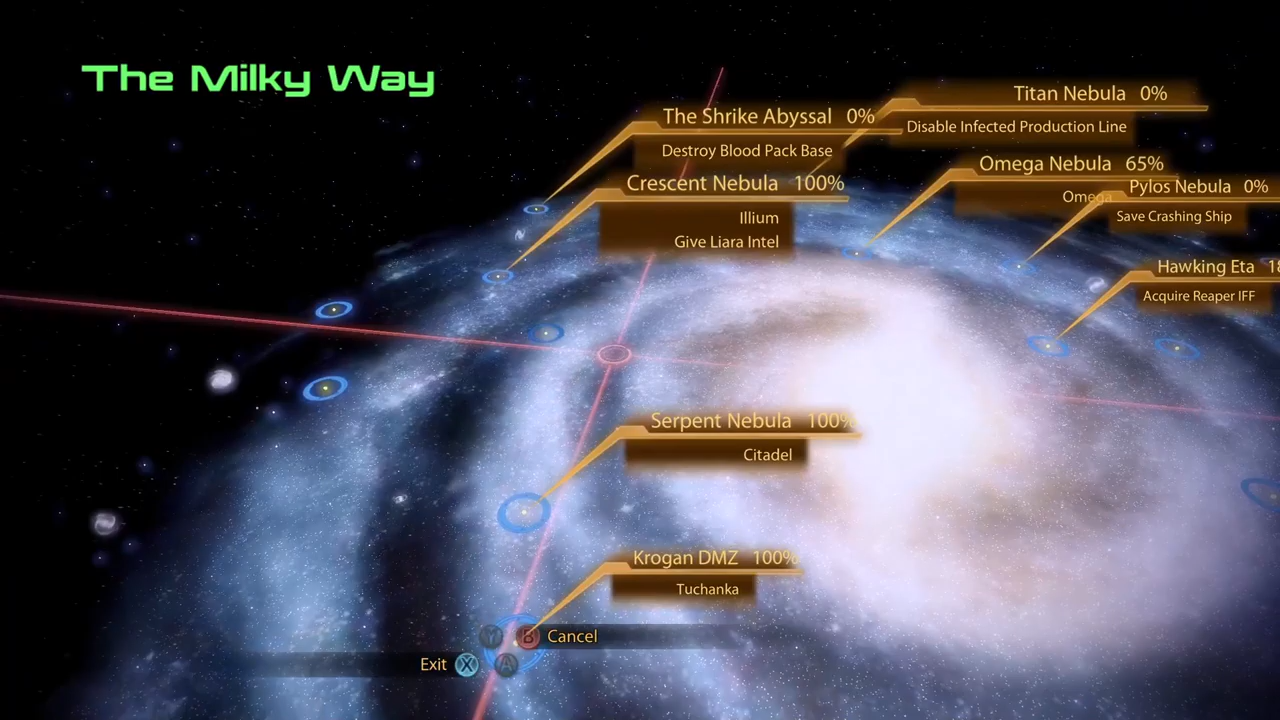 The Milky Way
Titan Nebula 0%
Disable Infected Production Line
The Shrike Abyssal 0%
Destroy Blood Pack Base
Omega Nebula 65%
Omega
Crescent Nebula 100%
Illium
Give Liara Intel
Pylos Nebula 0%
Save Crashing Ship
Hawking Eta
Acquire Reaper IFF
Serpent Nebula 100%
Citadel
Krogan DMZ 100%
Tuchanka
Y B Cancel
Exit X A